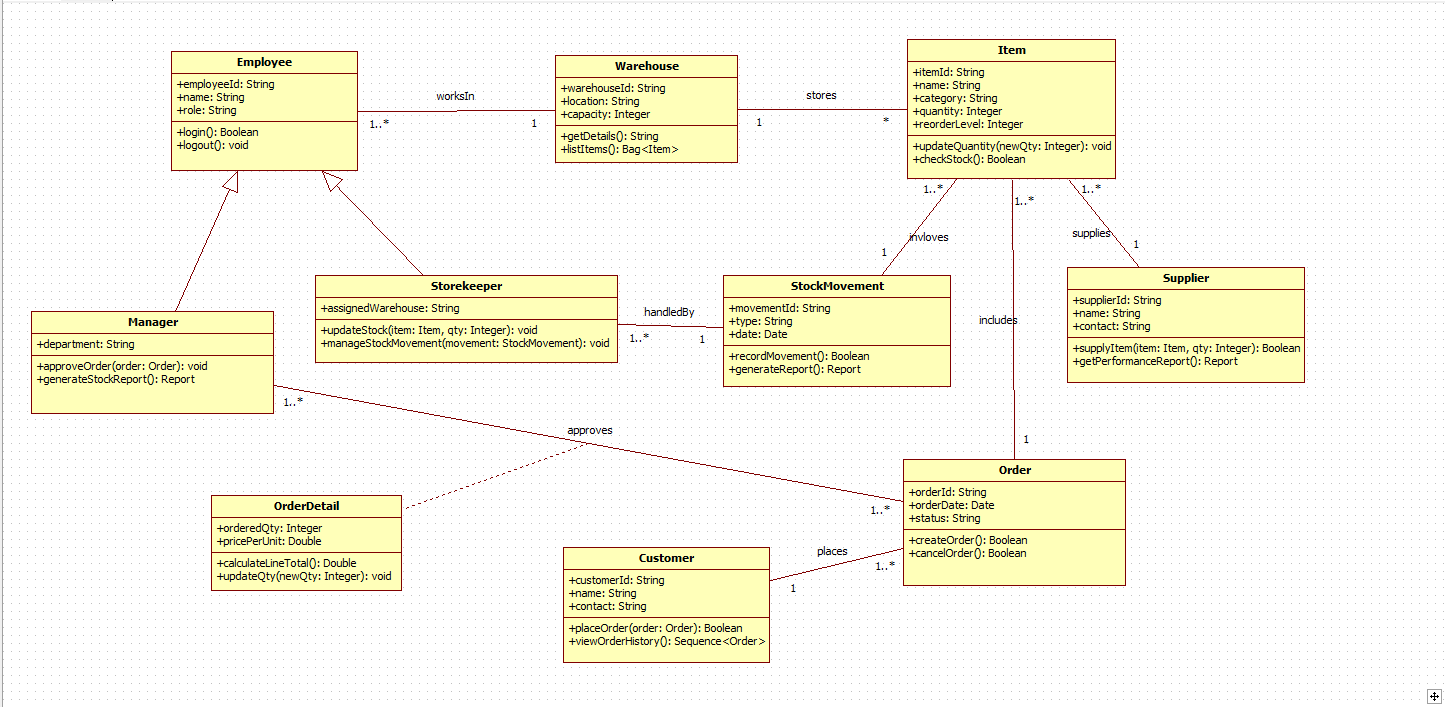 Employee
+employeeId: String
+name: String
+role: String
+login(): Boolean
+logout(): void
worksIn
1..*
1
Warehouse
+warehouseId: String
+location: String
+capacity: Integer
+getDetails(): String
+listItems(): Bag<Item>
stores
1
*
Item
+itemId: String
+name: String
+category: String
+quantity: Integer
+reorderLevel: Integer
+updateQuantity(newQty: Integer): void
+checkStock(): Boolean
1..*
1..*
1..*
invloves
1
supplies
1
Manager
+department: String
+approveOrder(order: Order): void
+generateStockReport(): Report
Storekeeper
+assignedWarehouse: String
+updateStock(item: Item, qty: Integer): void
+manageStockMovement(movement: StockMovement): void
handledBy
1..*
1
StockMovement
+movementId: String
+type: String
+date: Date
+recordMovement(): Boolean
+generateReport(): Report
includes
1
Supplier
+supplierId: String
+name: String
+contact: String
+supplyItem(item: Item, qty: Integer): Boolean
+getPerformanceReport(): Report
1..*
approves
1..*
OrderDetail
+orderedQty: Integer
+pricePerUnit: Double
+calculateLineTotal(): Double
+updateQty(newQty: Integer): void
Customer
+customerId: String
+name: String
+contact: String
+placeOrder(order: Order): Boolean
+viewOrderHistory(): Sequence<Order>
places
1
1..*
Order
+orderId: String
+orderDate: Date
+status: String
+createOrder(): Boolean
+cancelOrder(): Boolean